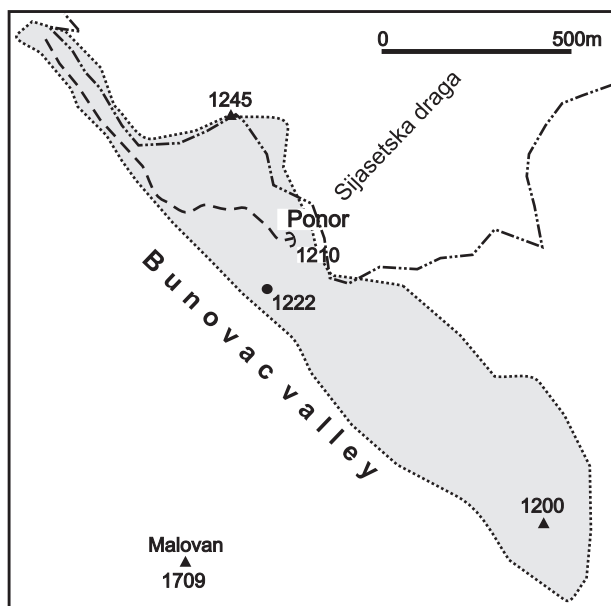 0 500m
1245
Sijasetska draga
Ponor
1210
1222
Bunovac valley
1200
Malovan
1709